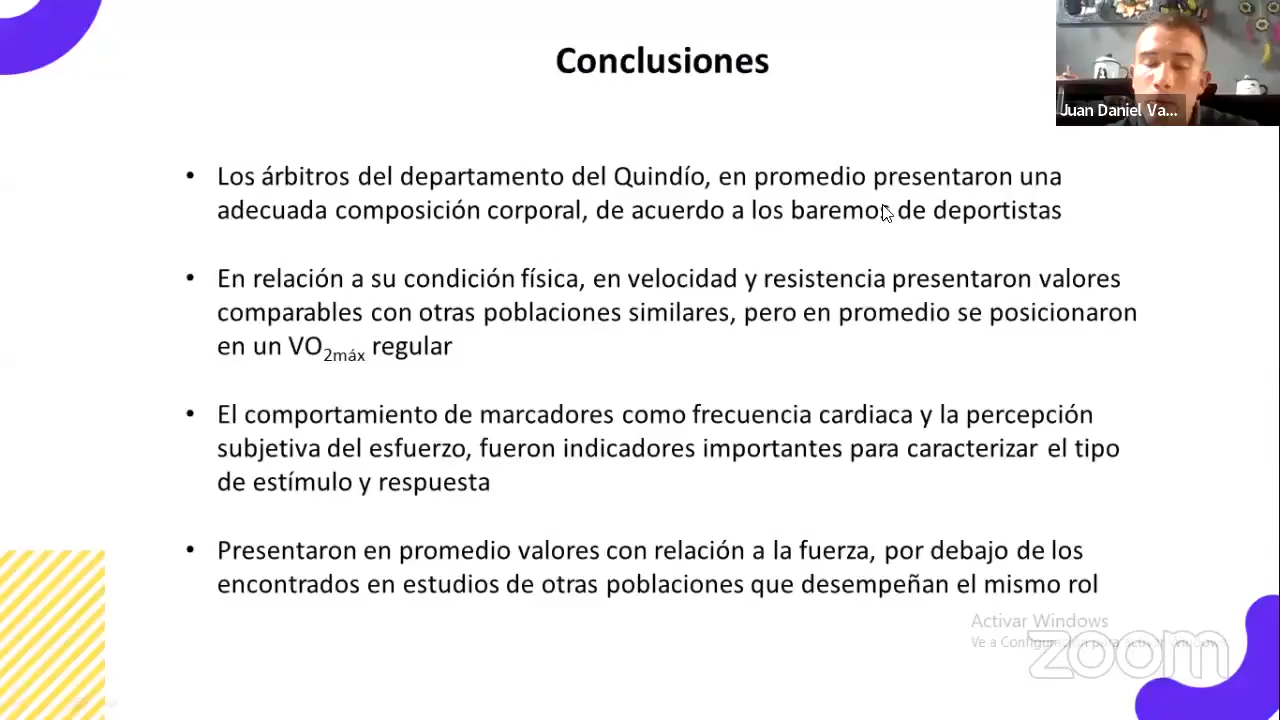 Conclusiones
Juan Daniel Va...
• Los árbitros del departamento del Quindío, en promedio presentaron una
adecuada composición corporal, de acuerdo a los baremos de deportistas
• En relación a su condición física, en velocidad y resistencia presentaron valores
comparables con otras poblaciones similares, pero en promedio se posicionaron
en un VO2máx regular
• El comportamiento de marcadores como frecuencia cardiaca y la percepción
subjetiva del esfuerzo, fueron indicadores importantes para caracterizar el tipo
de estímulo y respuesta
• Presentaron en promedio valores con relación a la fuerza, por debajo de los
encontrados en estudios de otras poblaciones que desempeñan el mismo rol
Activar Windows
Ve a Configuración para activar Windows.
zoom